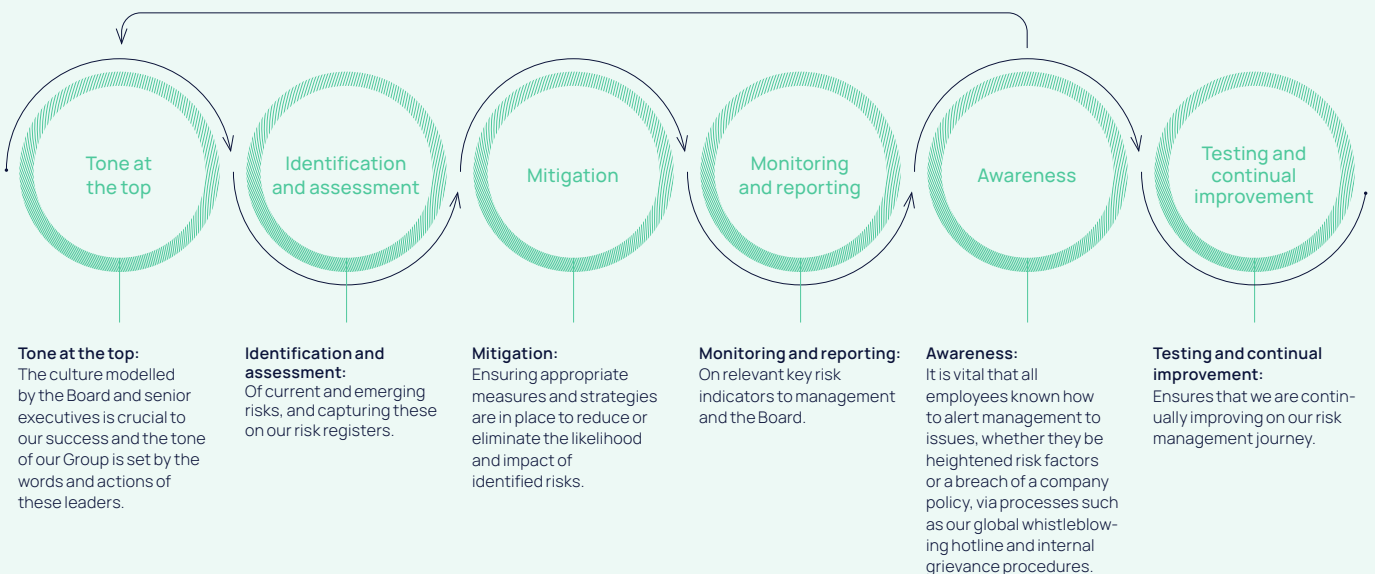 Tone at
the top
Identification
and assessment
Mitigation
Monitoring
and reporting
Awareness
Testing and
continual
improvement
Tone at the top:
The culture modelled
by the Board and senior
executives is crucial to
our success and the tone
of our Group is set by the
words and actions of
these leaders.
Identification and
assessment:
Of current and emerging
risks, and capturing these
on our risk registers.
Mitigation:
Ensuring appropriate
measures and strategies
are in place to reduce or
eliminate the likelihood
and impact of
identified risks.
Monitoring and reporting:
On relevant key risk
indicators to management
and the Board.
Awareness:
It is vital that all
employees known how
to alert management to
issues, whether they be
heightened risk factors
or a breach of a company
policy, via processes such
as our global whistleblow-
ing hotline and internal
grievance procedures.
Testing and continual
improvement:
Ensures that we are contin-
ually improving on our risk
management journey.